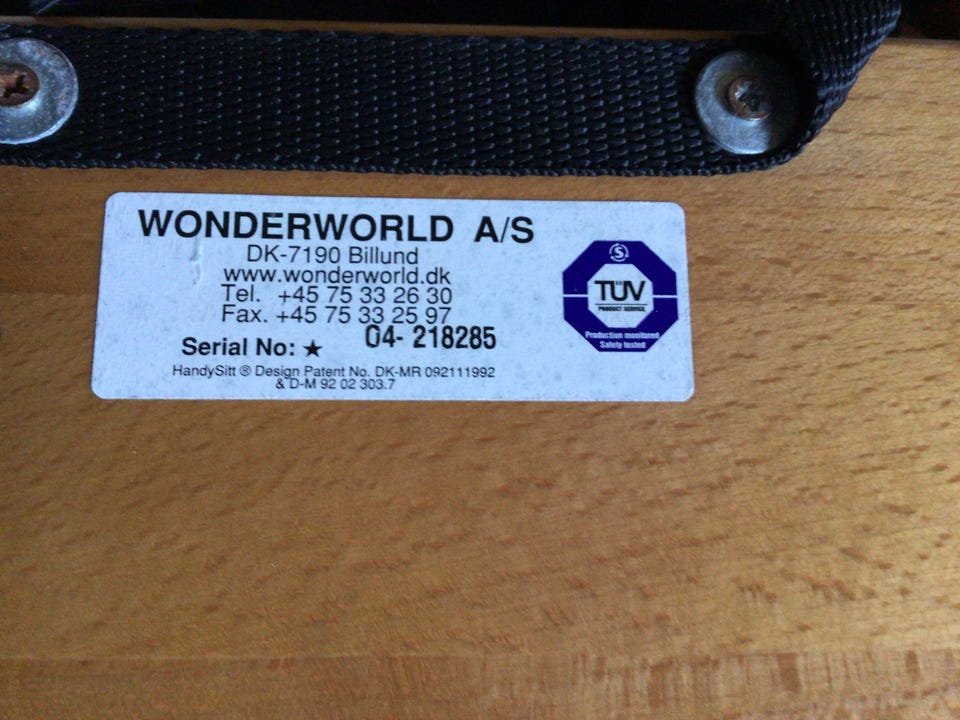 WONDERWORLD A/S
DK-7190 Billund
www.wonderworld.dk
Tel. +45 75 33 26 30
Fax. +45 75 33 25 97
Serial No: ★ 04- 218285
HandySitt ® Design Patent No. DK-MR 092111992
& D-M 92 02 303.7
S
TÜV
PRODUCT SERVICE
Production monitored
Safety tested